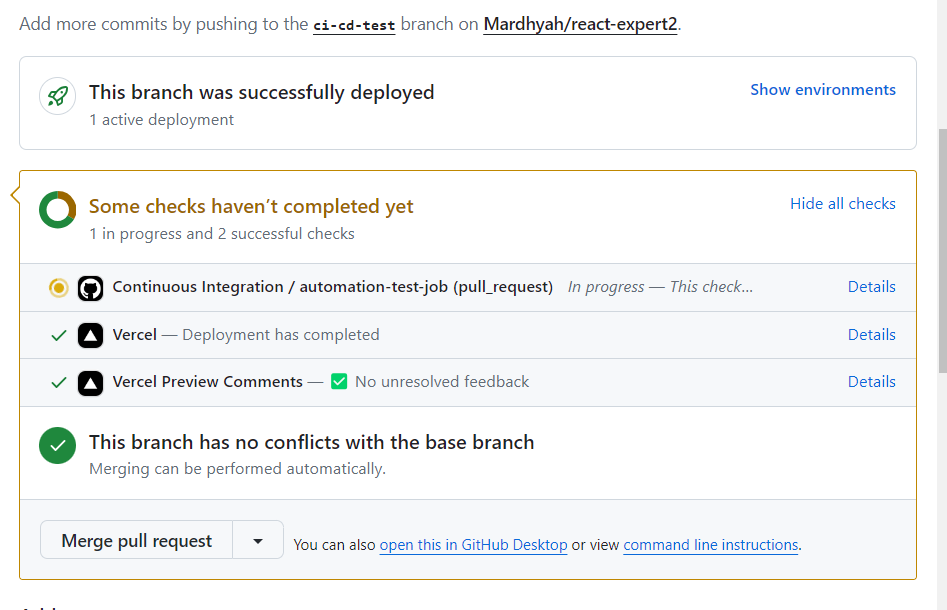 Add more commits by pushing to the ci-cd-test branch on Mardhyah/react-expert2.
This branch was successfully deployed
Show environments
1 active deployment
Some checks haven’t completed yet
Hide all checks
1 in progress and 2 successful checks
Continuous Integration / automation-test-job (pull_request) In progress — This check... Details
Vercel — Deployment has completed Details
Vercel Preview Comments — ✅ No unresolved feedback Details
This branch has no conflicts with the base branch
Merging can be performed automatically.
Merge pull request
You can also open this in GitHub Desktop or view command line instructions.